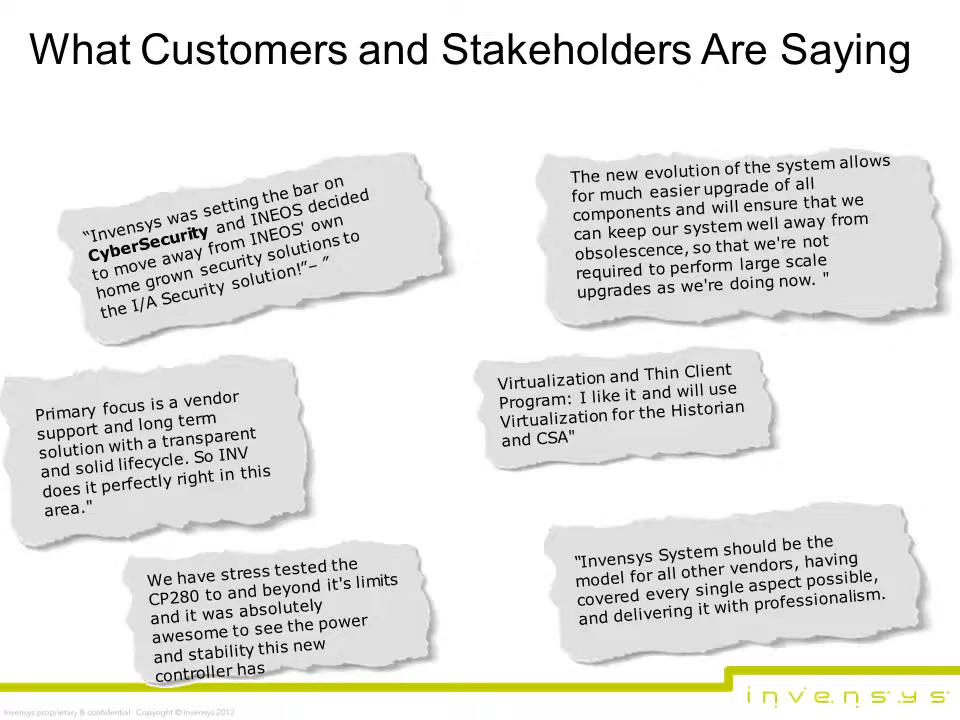 What Customers and Stakeholders Are Saying
“Invensys was setting the bar on
CyberSecurity and INEOS decided
to move away from INEOS' own
home grown security solutions to
the I/A Security solution!”– ”
The new evolution of the system allows
for much easier upgrade of all
components and will ensure that we
can keep our system well away from
obsolescence, so that we're not
required to perform large scale
upgrades as we're doing now. "
Primary focus is a vendor
support and long term
solution with a transparent
and solid lifecycle. So INV
does it perfectly right in this
area."
Virtualization and Thin Client
Program: I like it and will use
Virtualization for the Historian
and CSA"
We have stress tested the
CP280 to and beyond it's limits
and it was absolutely
awesome to see the power
and stability this new
controller has
“Invensys System should be the
model for all other vendors, having
covered every single aspect possible,
and delivering it with professionalism.
invensys
Invensys proprietary & confidential Copyright © Invensys 2012